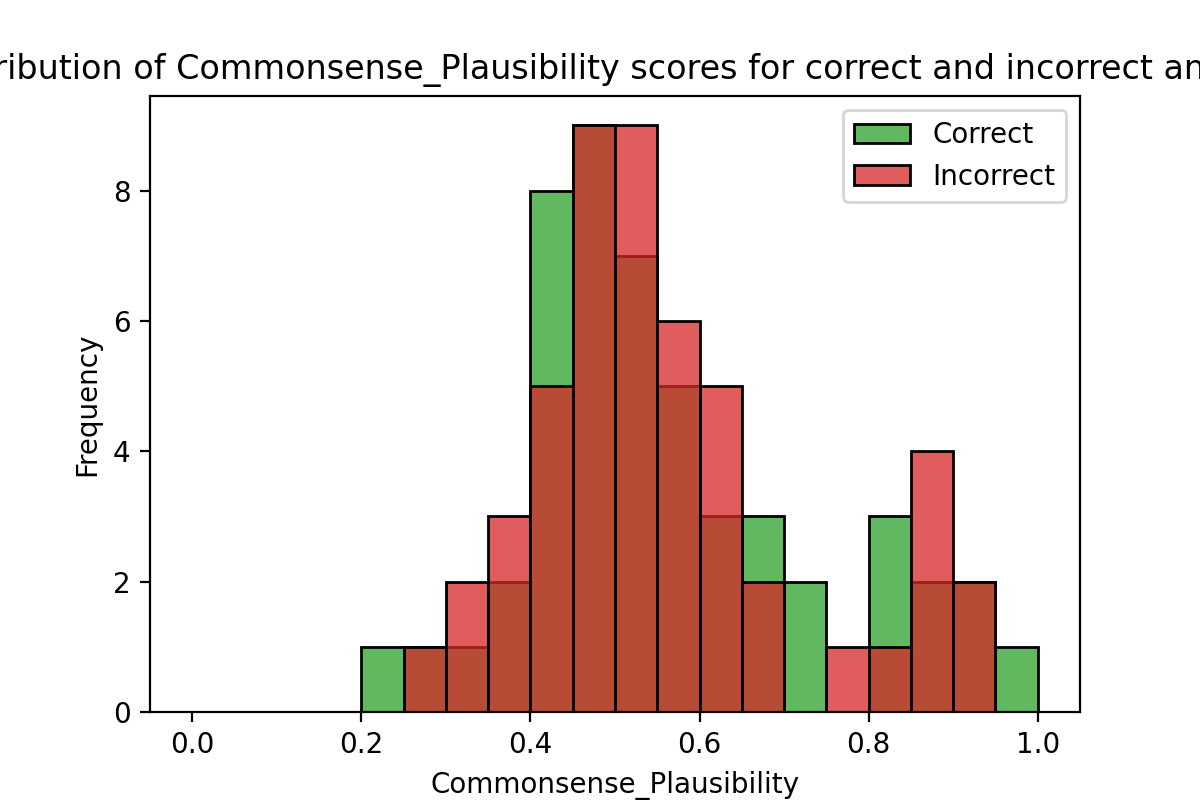 ribution of Commonsense_Plausibility scores for correct and incorrect an
Correct
Incorrect
Frequency
8
6
4
2
0
0.0 0.2 0.4 0.6 0.8 1.0
Commonsense_Plausibility